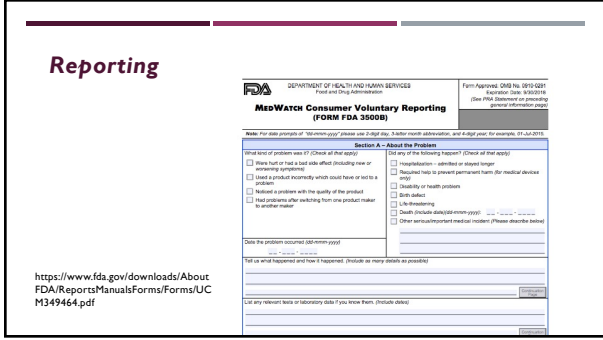 Reporting
FDA
DEPARTMENT OF HEALTH AND HUMAN SERVICES
Food and Drug Administration
MEDWATCH Consumer Voluntary Reporting
(FORM FDA 3500B)
Form Approved: OMB No. 0910-0291
Expiration Date: 9/30/2018
(See PRA Statement on preceding
general information page)
Note: For date prompts of "dd-mmm-yyyy" please use 2-digit day, 3-letter month abbreviation, and 4-digit year; for example, 01-Jul-2015.
Section A – About the Problem
What kind of problem was it? (Check all that apply)
Were hurt or had a bad side effect (including new or
worsening symptoms)
Used a product incorrectly which could have or led to a
problem
Noticed a problem with the quality of the product
Had problems after switching from one product maker
to another maker
Did any of the following happen? (Check all that apply)
Hospitalization – admitted or stayed longer
Required help to prevent permanent harm (for medical devices
only)
Disability or health problem
Birth defect
Life-threatening
Death (Include date)(dd-mmm-yyyy):
Other serious/important medical incident (Please describe below)
Date the problem occurred (dd-mmm-yyyy)
Tell us what happened and how it happened. (Include as many details as possible)
Continuation
Page
List any relevant tests or laboratory data if you know them. (Include dates)
Continuation
https://www.fda.gov/downloads/About
FDA/ReportsManualsForms/Forms/UC
M349464.pdf